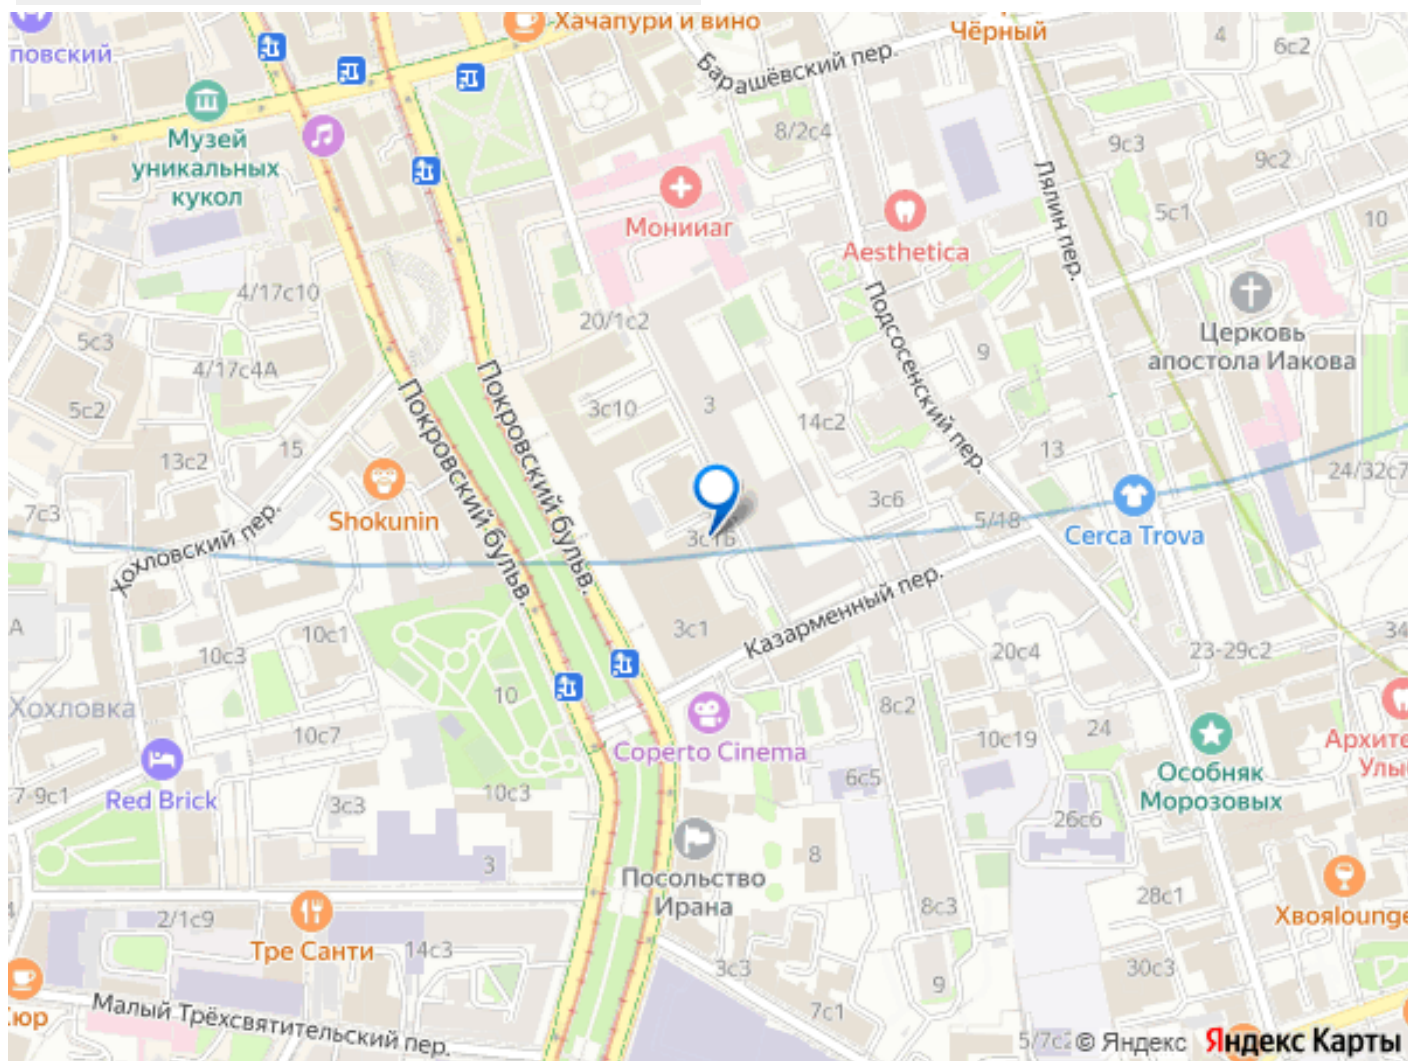 Хачапури и вино
Чёрный
4
6с2
повский
Барашёвский пер.
Музей
уникальных
кукол
8/2с4
9с3
9с2
Лялин пер.
Монииаг
5с1
10
Aesthetica
4/17с10
20/1с2
Подсосенский пер.
Церковь
апостола Иакова
5с3
9
4/17с4А
Покровский бульв.
Покровский бульв.
5с2
3с10
3
14с2
15
13
13с2
24/32с7
7с3
Shokunin
3с6
5/18
Хохловский пер.
3с16
Cerca Trova
А
10с1
3с1
Казарменный пер.
34
10с3
20с4
23-29с2
Хохловка
10
8с2
10с7
24
10с19
Coperto Cinema
Архите
Улыб
6с5
Особняк
Морозовых
7-9с1
Red Brick
3с3
10с3
26с6
3
8
Посольство
Ирана
28с1
8с3
2/1с9
Хвояlounge
Тре Санти
14с3
3с3
30с3
9
7с1
Малый Трёхсвятительский пер.
5/7с2
© Яндекс
Яндекс Карты